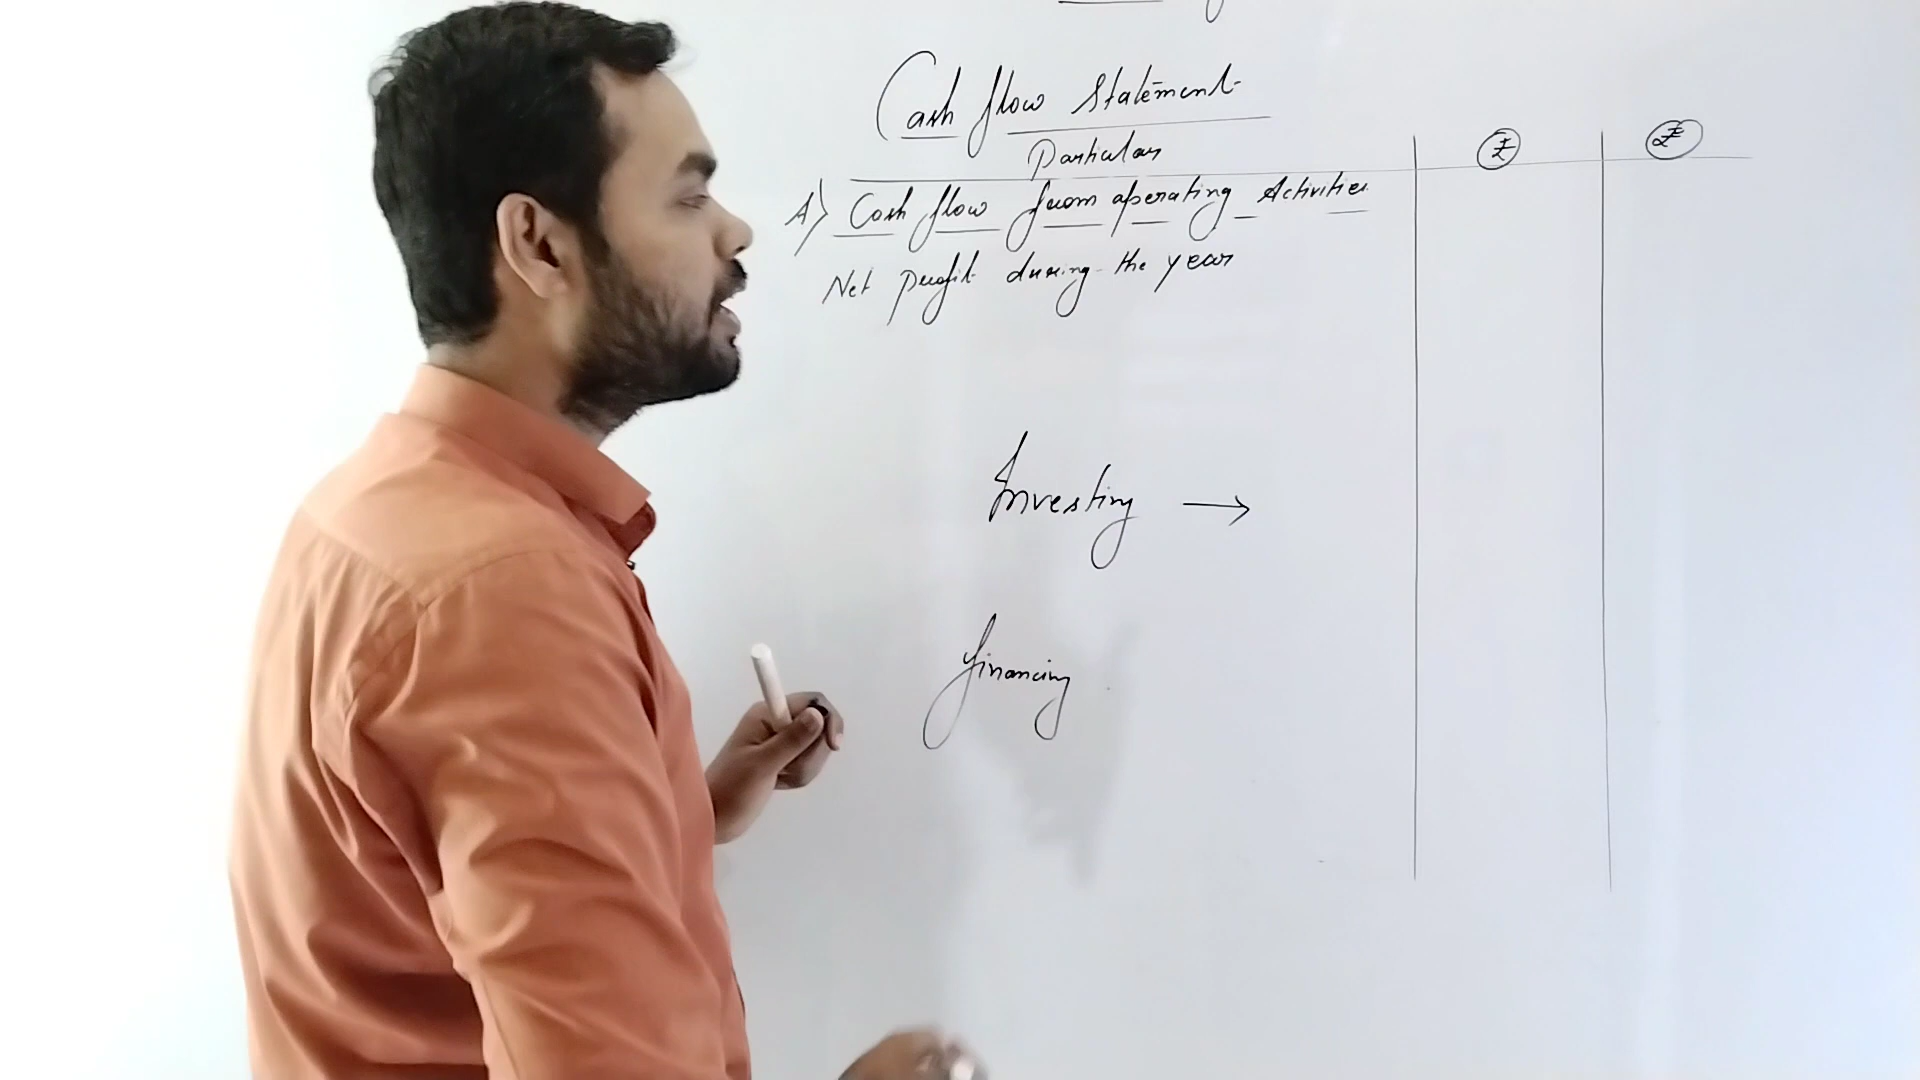 Cash flow statement
Particulars ₹ ₹
A) Cash flow from operating Activities
Net profit during the year
Investing →
financing